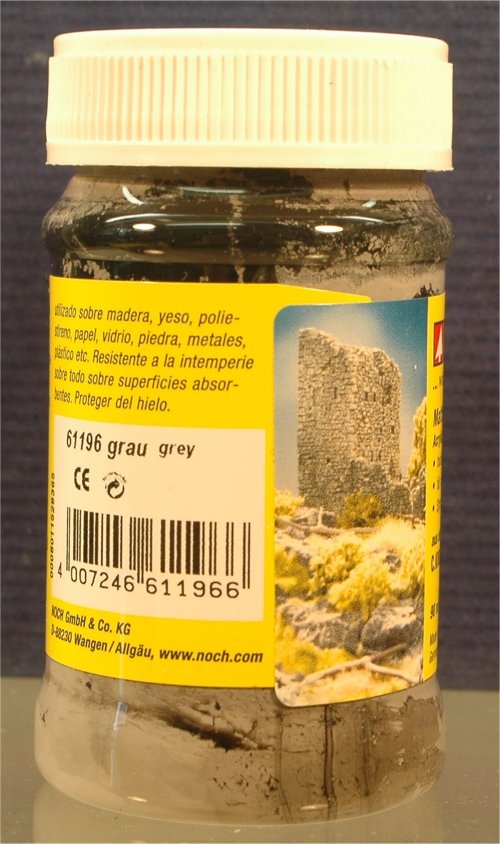 utilizado sobre madera, yeso, polie-
stireno, papel, vidrio, piedra, metales,
plástico etc. Resistente a la intemperie
sobre todo sobre superficies absor-
bentes. Proteger del hielo.
61196 grau grey
CE
4 007246 611966
NOCH GmbH & Co. KG
D-88230 Wangen / Allgäu, www.noch.com